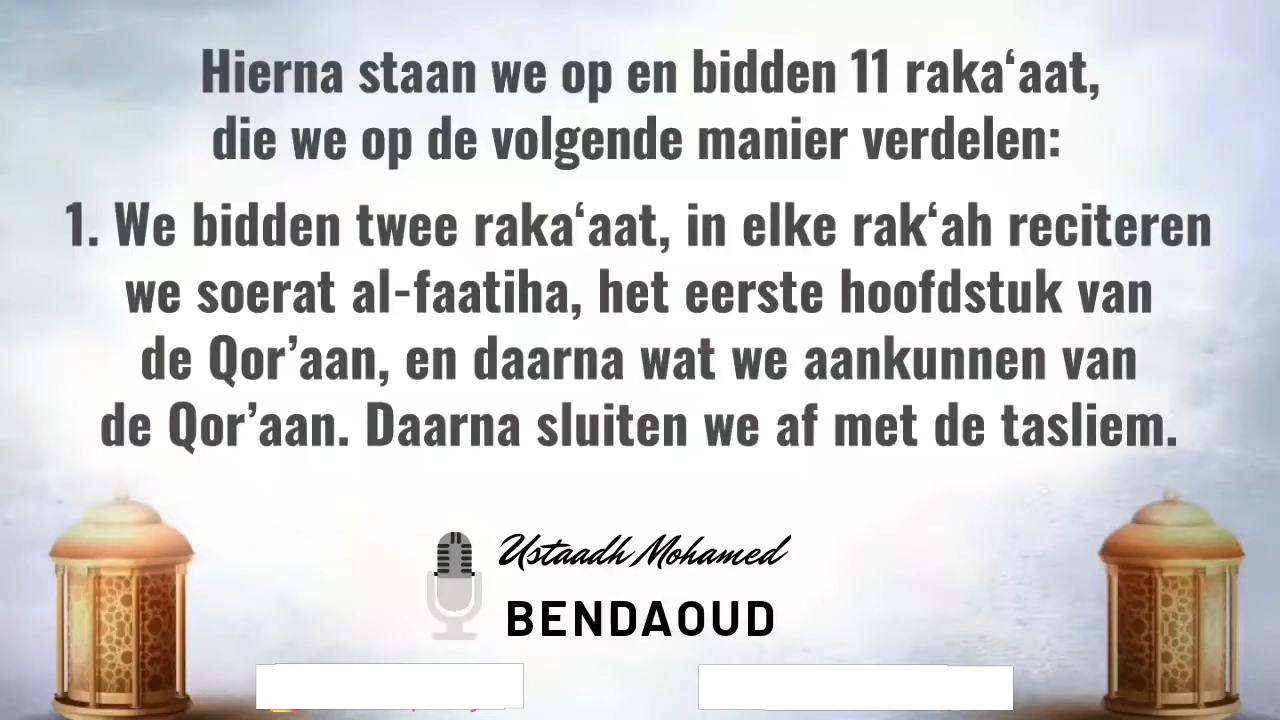 Hierna staan we op en bidden 11 raka‘aat,
die we op de volgende manier verdelen:
1. We bidden twee raka‘aat, in elke rak‘ah reciteren
we soerat al-faatiha, het eerste hoofdstuk van
de Qor’aan, en daarna wat we aankunnen van
de Qor’aan. Daarna sluiten we af met de tasliem.
Ustaadh Mohamed
BENDAOUD